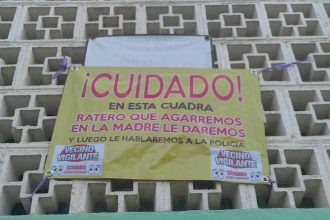 ¡CUIDADO!
EN ESTA CUADRA
RATERO QUE AGARREMOS
EN LA MADRE LE DAREMOS
Y LUEGO LE HABLAREMOS A LA POLICIA
VECINO
VIGILANTE
VECINO
VIGILANTE